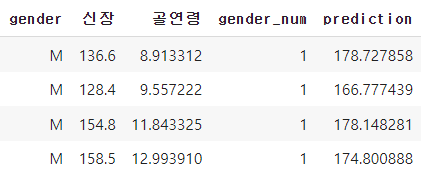 gender 신장 골연령 gender_num prediction
M 136.6 8.913312 1 178.727858
M 128.4 9.557222 1 166.777439
M 154.8 11.843325 1 178.148281
M 158.5 12.993910 1 174.800888